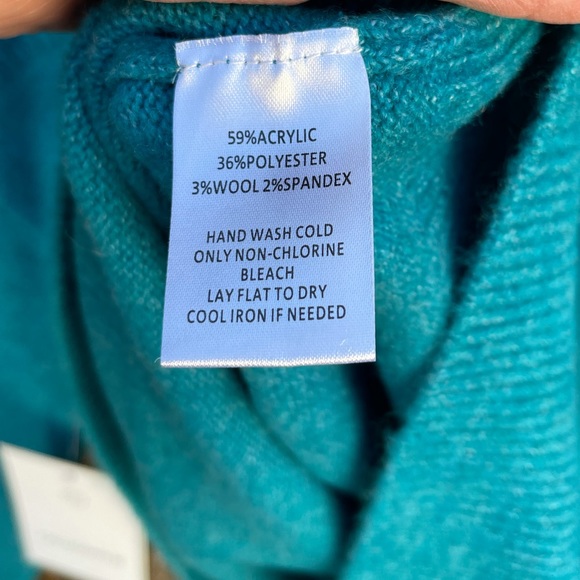 59%ACRYLIC
36%POLYESTER
3%WOOL 2%SPANDEX
HAND WASH COLD
ONLY NON-CHLORINE
BLEACH
LAY FLAT TO DRY
COOL IRON IF NEEDED